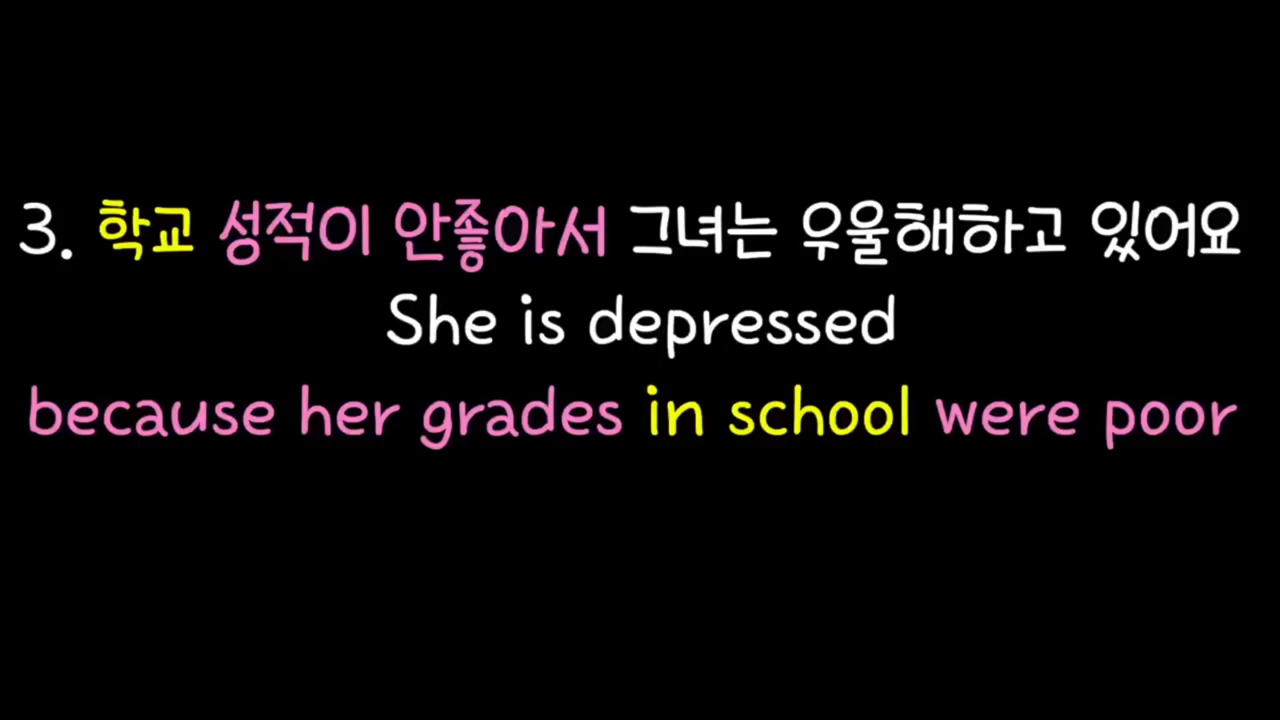 3. 학교 성적이 안좋아서 그녀는 우울해하고 있어요
She is depressed
because her grades in school were poor